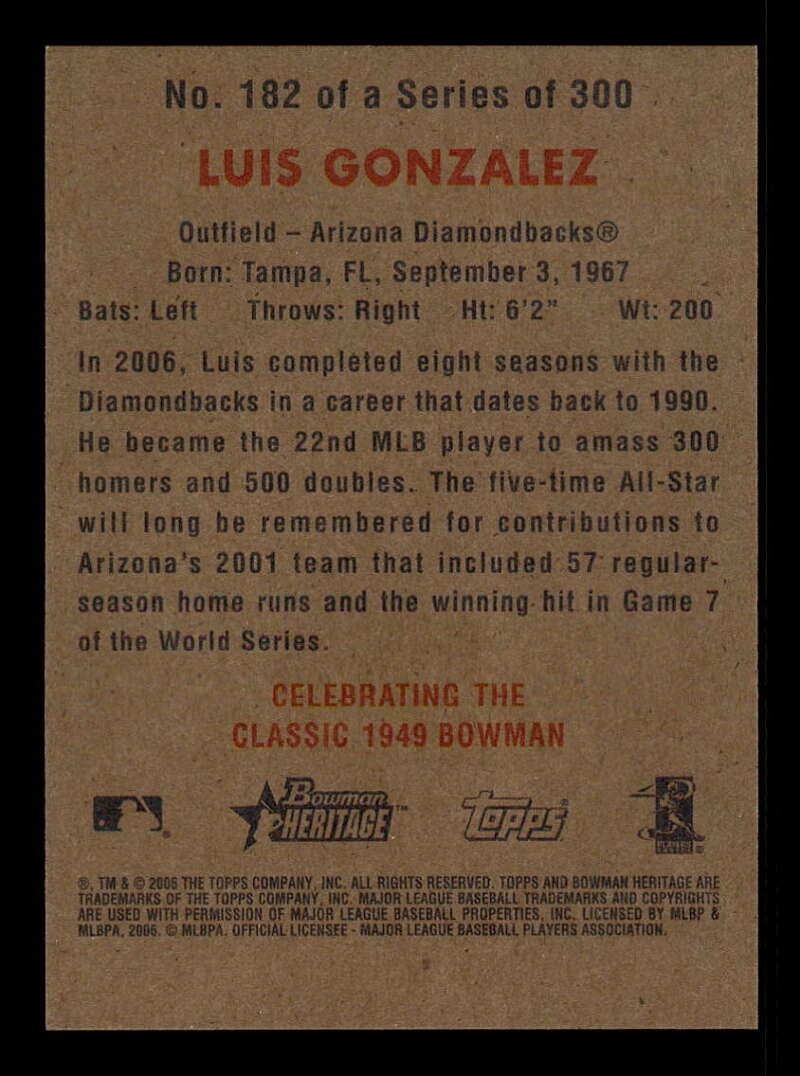 No. 182 of a Series of 300
LUIS GONZALEZ
Outfield – Arizona Diamondbacks®
Born: Tampa, FL, September 3, 1967
Bats: Left Throws: Right Ht: 6'2" Wt: 200
In 2006, Luis completed eight seasons with the
Diamondbacks in a career that dates back to 1990.
He became the 22nd MLB player to amass 300
homers and 500 doubles. The five-time All-Star
will long be remembered for contributions to
Arizona's 2001 team that included 57 regular-
season home runs and the winning hit in Game 7
of the World Series.
CELEBRATING THE
CLASSIC 1949 BOWMAN
Bowman
HERITAGE™
Topps®
®, TM & © 2006 THE TOPPS COMPANY, INC. ALL RIGHTS RESERVED. TOPPS AND BOWMAN HERITAGE ARE
TRADEMARKS OF THE TOPPS COMPANY, INC. MAJOR LEAGUE BASEBALL TRADEMARKS AND COPYRIGHTS
ARE USED WITH PERMISSION OF MAJOR LEAGUE BASEBALL PROPERTIES, INC. LICENSED BY MLBP &
MLBPA, 2006. © MLBPA. OFFICIAL LICENSEE - MAJOR LEAGUE BASEBALL PLAYERS ASSOCIATION.